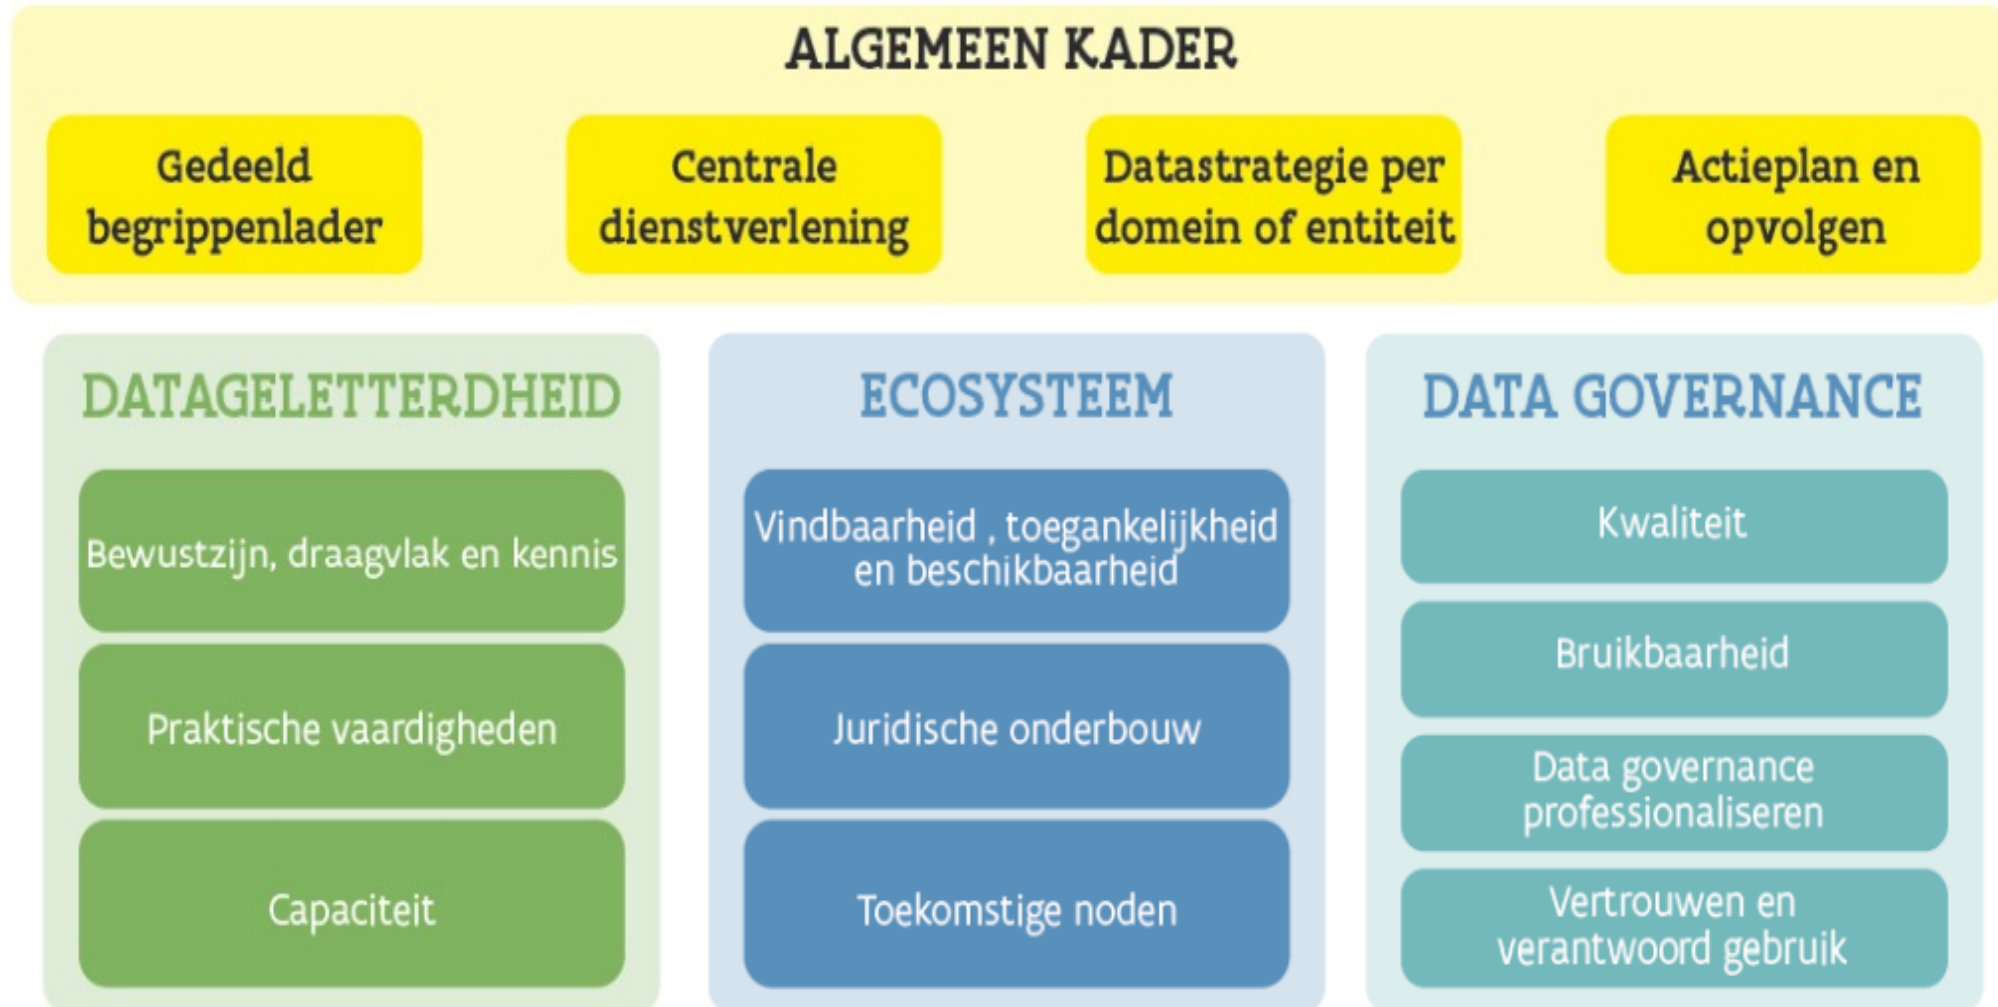 ALGEMEEN KADER
Gedeeld
begrippenlader
Centrale
dienstverlening
Datastrategie per
domein of entiteit
Actieplan en
opvolgen
DATAGELETTERDHEID
Bewustzijn, draagvlak en kennis
Praktische vaardigheden
Capaciteit
ECOSYSTEEM
Vindbaarheid , toegankelijkheid
en beschikbaarheid
Juridische onderbouw
Toekomstige noden
DATA GOVERNANCE
Kwaliteit
Bruikbaarheid
Data governance
professionaliseren
Vertrouwen en
verantwoord gebruik